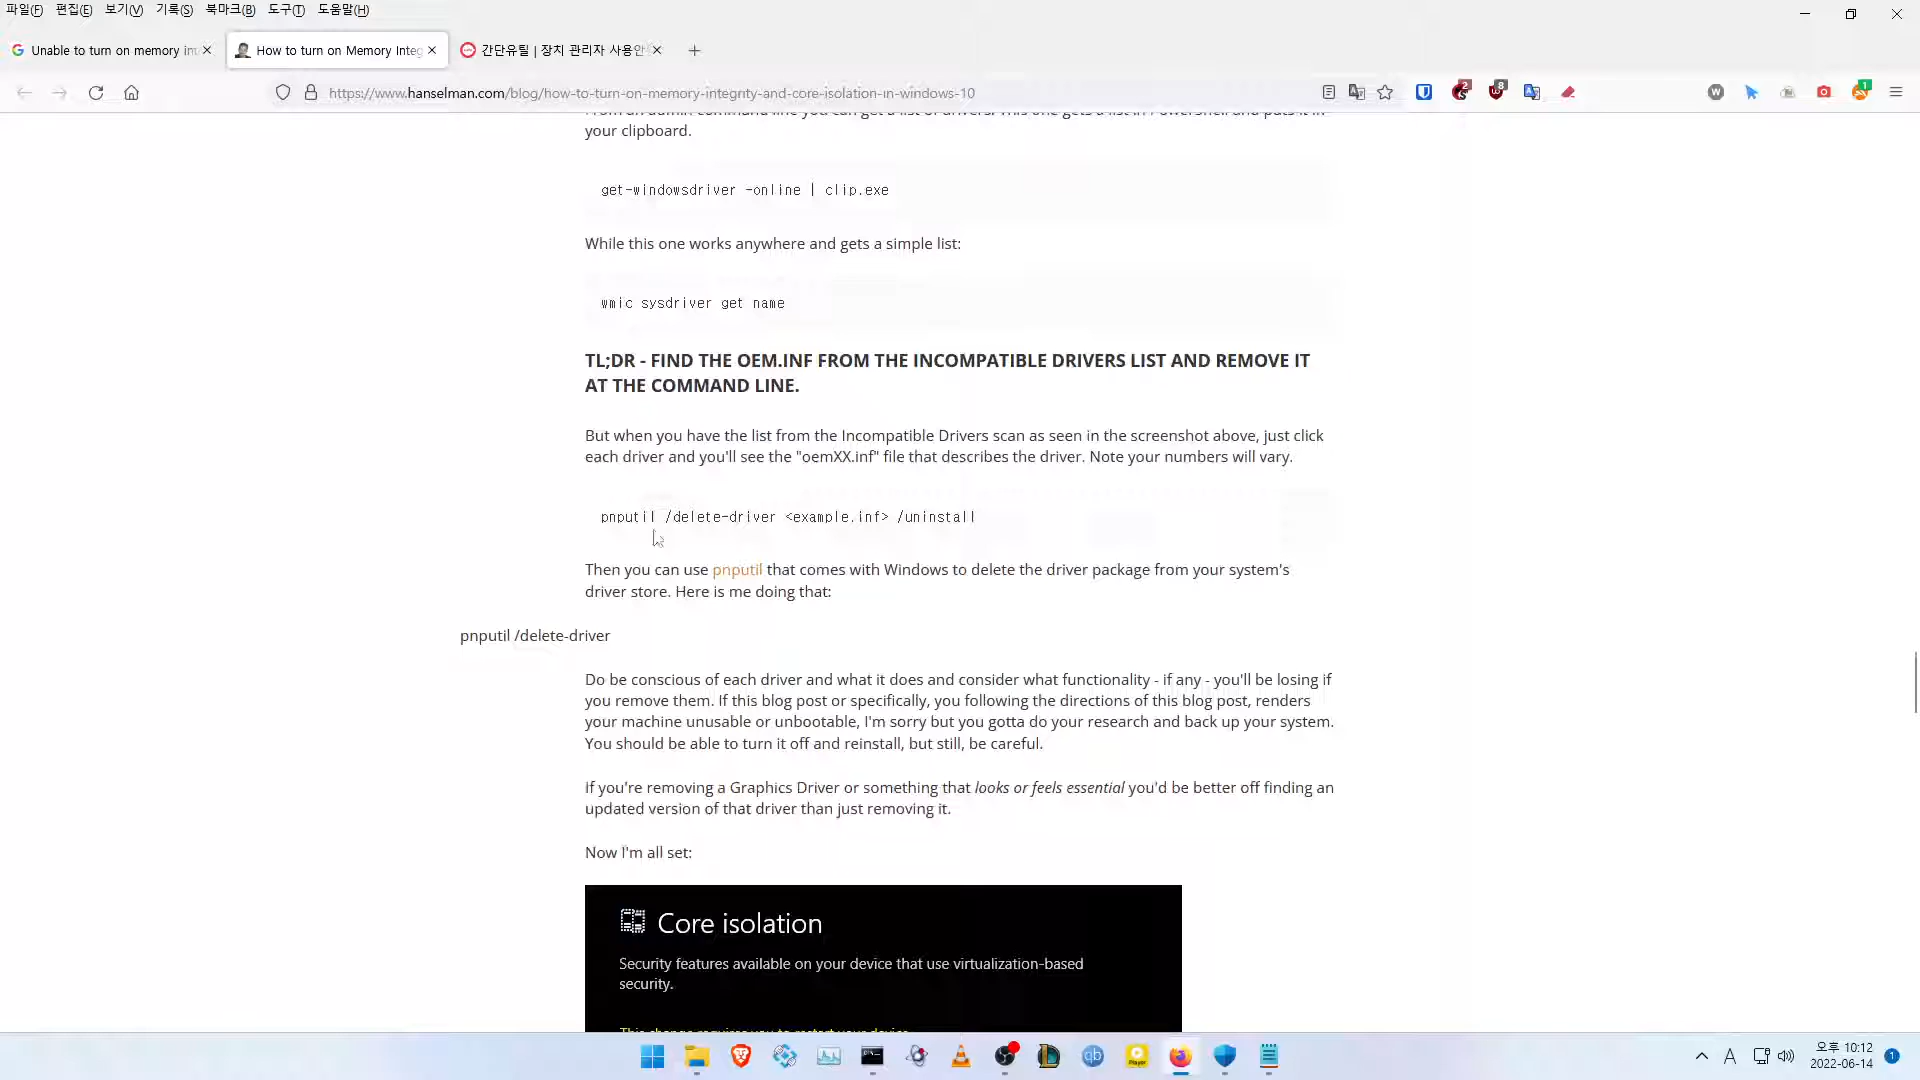 파일(F) 편집(E) 보기(V) 기록(S) 북마크(B) 도구(T) 도움말(H)
Unable to turn on memory in
How to turn on Memory Integ
간단유틸 | 장치 관리자 사용안
https://www.hanselman.com/blog/how-to-turn-on-memory-integrity-and-core-isolation-in-windows-10
2
8
W
1
your clipboard.
get-windowsdriver -online | clip.exe
While this one works anywhere and gets a simple list:
wmic sysdriver get name
TL;DR - FIND THE OEM.INF FROM THE INCOMPATIBLE DRIVERS LIST AND REMOVE IT
AT THE COMMAND LINE.
But when you have the list from the Incompatible Drivers scan as seen in the screenshot above, just click
each driver and you'll see the "oemXX.inf" file that describes the driver. Note your numbers will vary.
pnputil /delete-driver <example.inf> /uninstall
Then you can use pnputil that comes with Windows to delete the driver package from your system's
driver store. Here is me doing that:
pnputil /delete-driver
Do be conscious of each driver and what it does and consider what functionality - if any - you'll be losing if
you remove them. If this blog post or specifically, you following the directions of this blog post, renders
your machine unusable or unbootable, I'm sorry but you gotta do your research and back up your system.
You should be able to turn it off and reinstall, but still, be careful.
If you're removing a Graphics Driver or something that looks or feels essential you'd be better off finding an
updated version of that driver than just removing it.
Now I'm all set:
Core isolation
Security features available on your device that use virtualization-based
security.
This change requires you to restart your device.
qb
Player
A
오후 10:12
2022-06-14
1